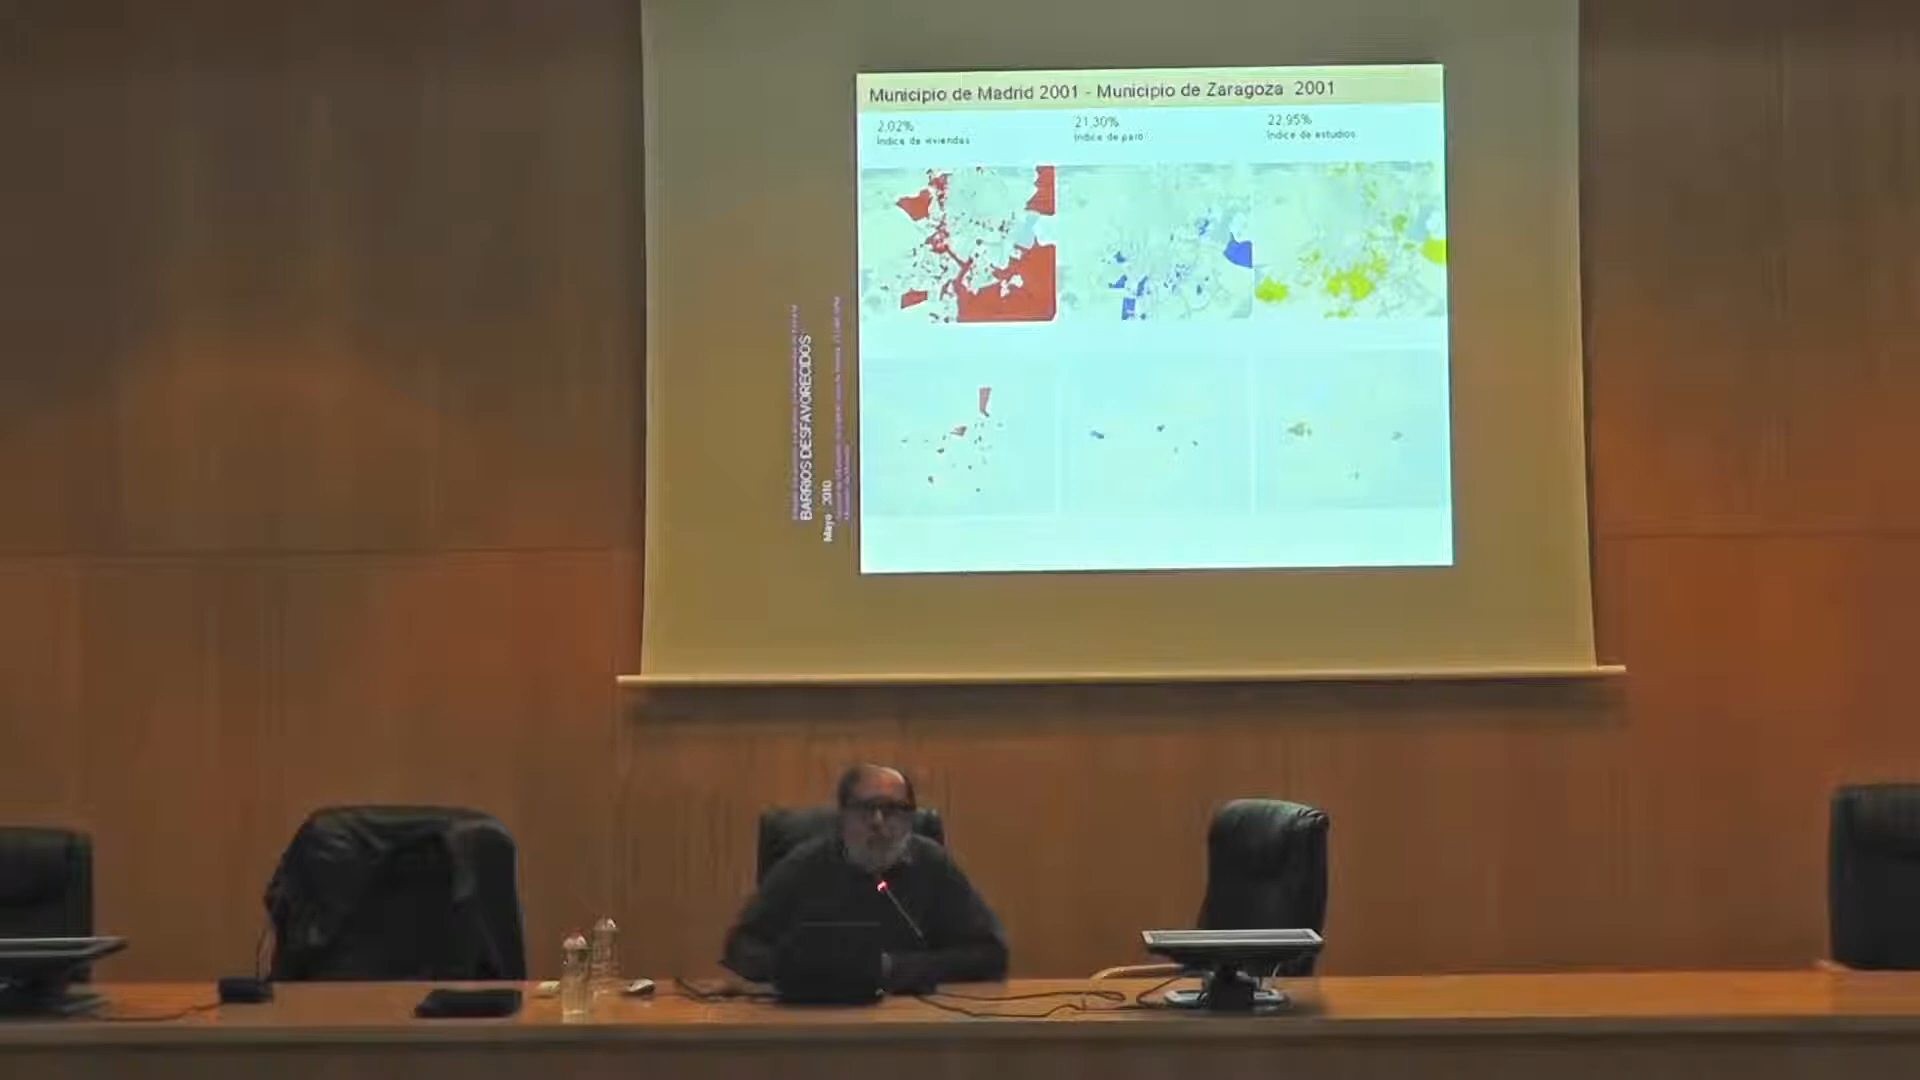 Municipio de Madrid 2001 - Municipio de Zaragoza 2001
2,02%
Índice de viviendas
21,30%
Índice de paro
22,95%
Índice de estudios
BARRIOS DESFAVORECIDOS
Mayo 2010